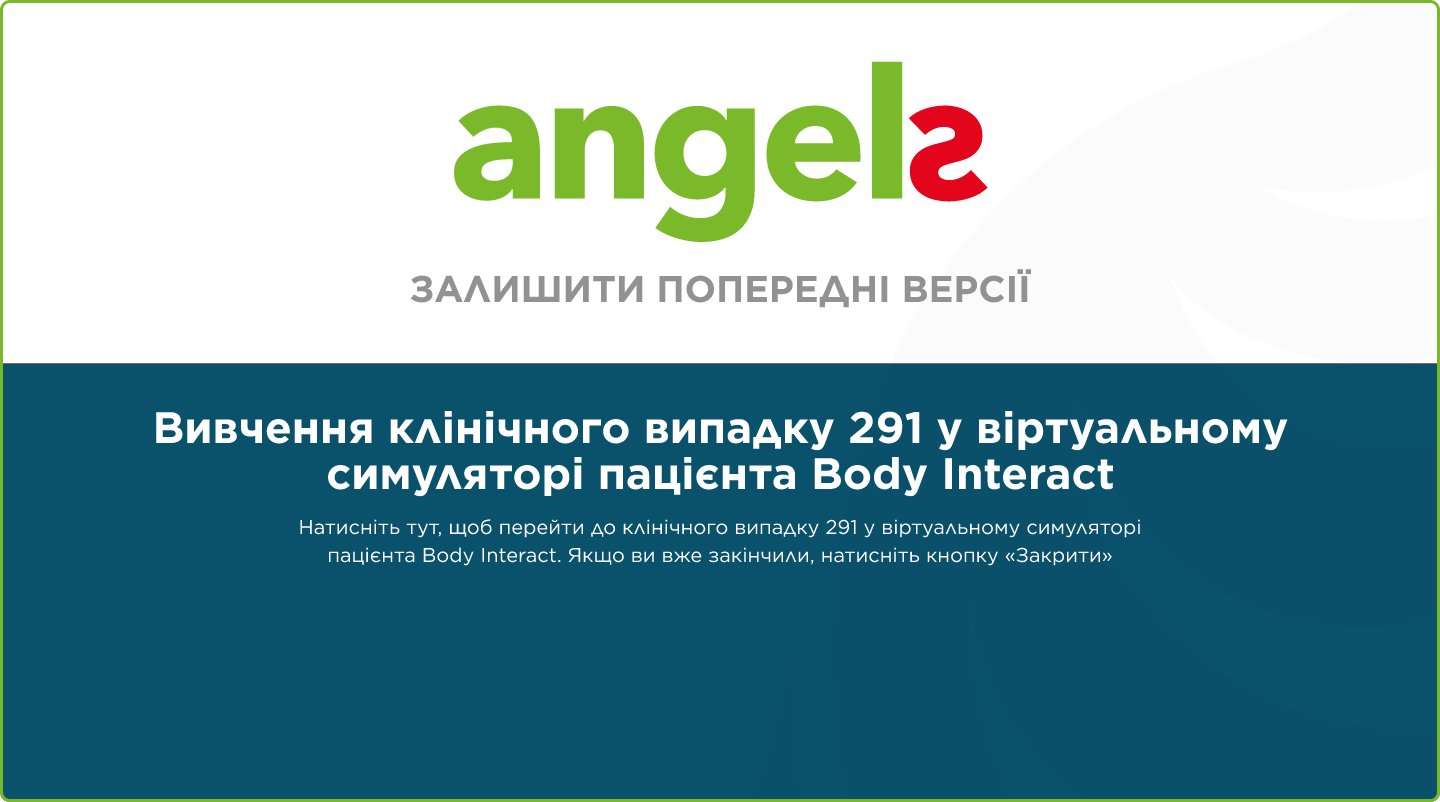 angels
ЗАЛИШИТИ ПОПЕРЕДНІ ВЕРСІЇ
Вивчення клінічного випадку 291 у віртуальному
симуляторі пацієнта Body Interact
Натисніть тут, щоб перейти до клінічного випадку 291 у віртуальному симуляторі
пацієнта Body Interact. Якщо ви вже закінчили, натисніть кнопку «Закрити»